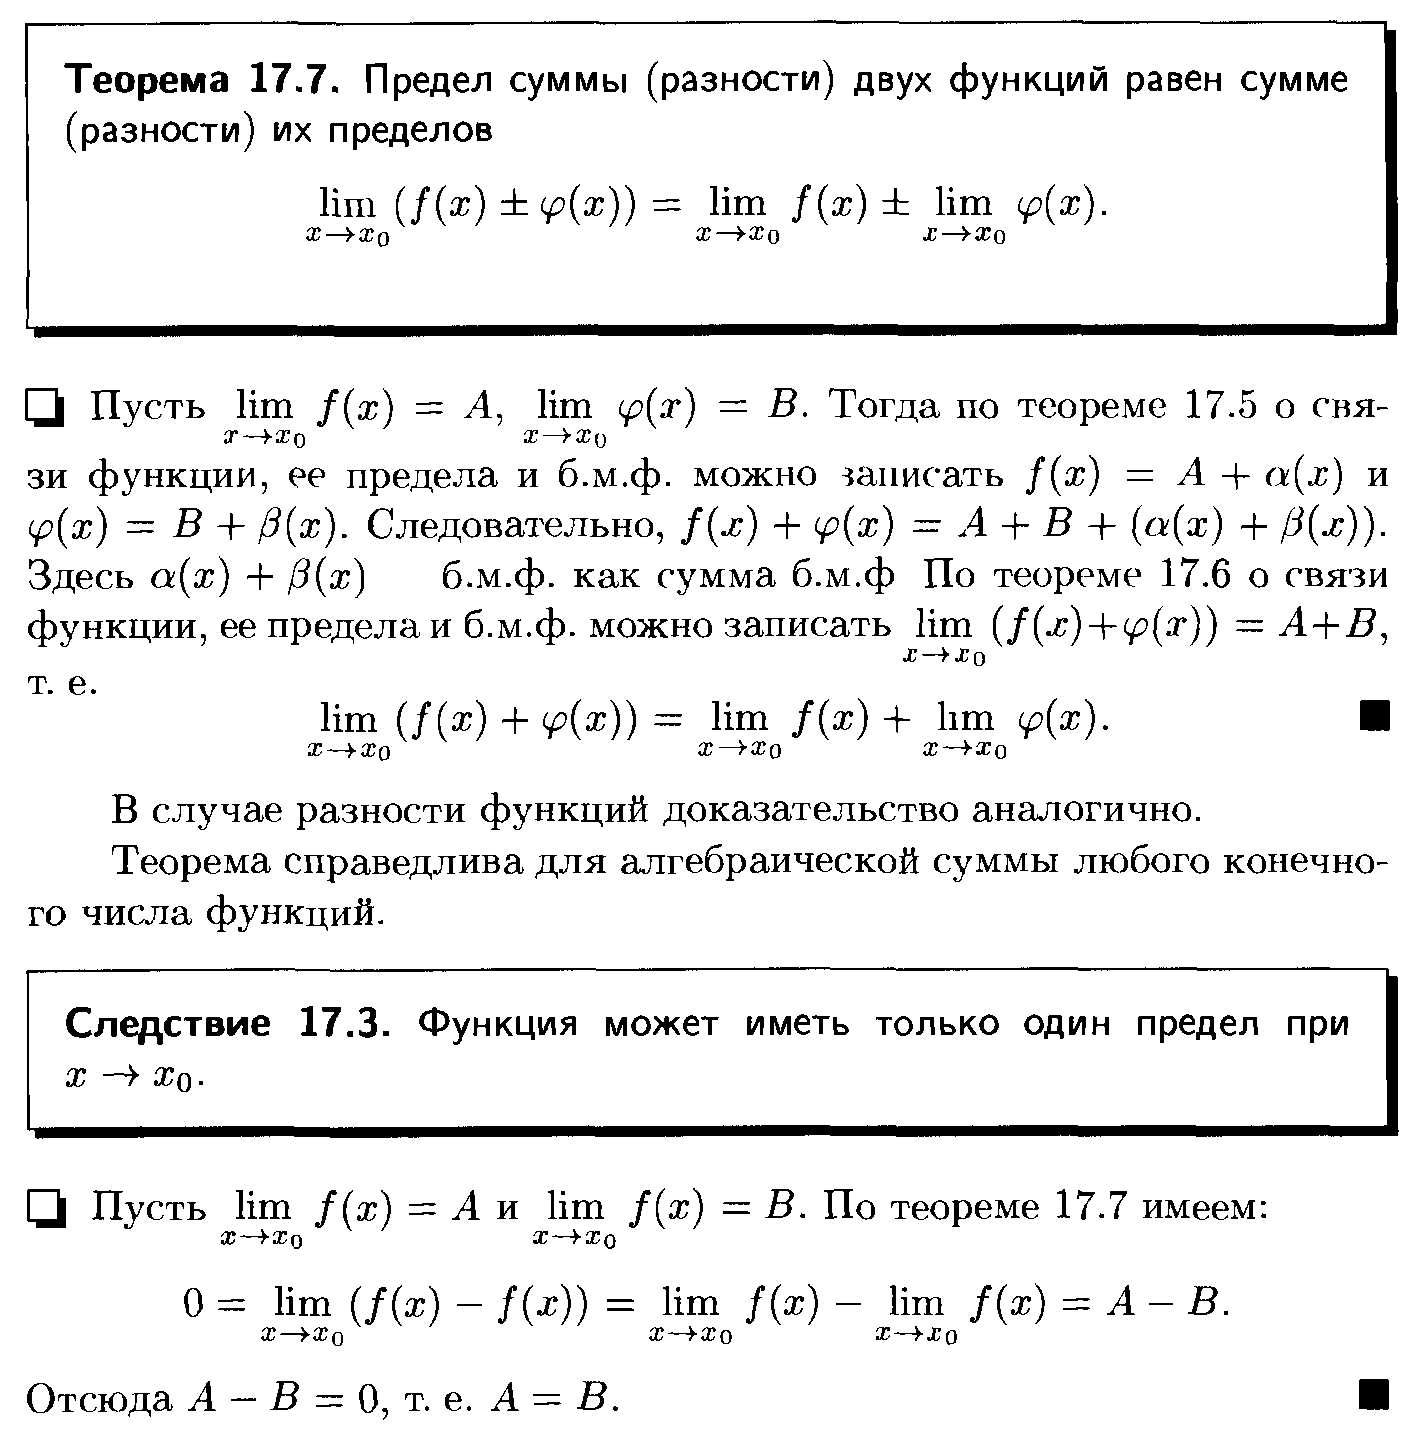 Теорема 17.7. Предел суммы (разности) двух функций равен сумме
(разности) их пределов
lim (f(x) ± φ(x)) = lim f(x) ± lim φ(x).
x→x₀ x→x₀ x→x₀
❏ Пусть lim f(x) = A, lim φ(x) = B. Тогда по теореме 17.5 о свя-
x→x₀ x→x₀
зи функции, ее предела и б.м.ф. можно записать f(x) = A + α(x) и
φ(x) = B + β(x). Следовательно, f(x) + φ(x) = A + B + (α(x) + β(x)).
Здесь α(x) + β(x) б.м.ф. как сумма б.м.ф По теореме 17.6 о связи
функции, ее предела и б.м.ф. можно записать lim (f(x)+φ(x)) = A+B,
x→x₀
т. е.
lim (f(x) + φ(x)) = lim f(x) + lim φ(x). ■
x→x₀ x→x₀ x→x₀
В случае разности функций доказательство аналогично.
Теорема справедлива для алгебраической суммы любого конечно-
го числа функций.
Следствие 17.3. Функция может иметь только один предел при
x → x₀.
❏ Пусть lim f(x) = A и lim f(x) = B. По теореме 17.7 имеем:
x→x₀ x→x₀
0 = lim (f(x) − f(x)) = lim f(x) − lim f(x) = A − B.
x→x₀ x→x₀ x→x₀
Отсюда A − B = 0, т. е. A = B. ■